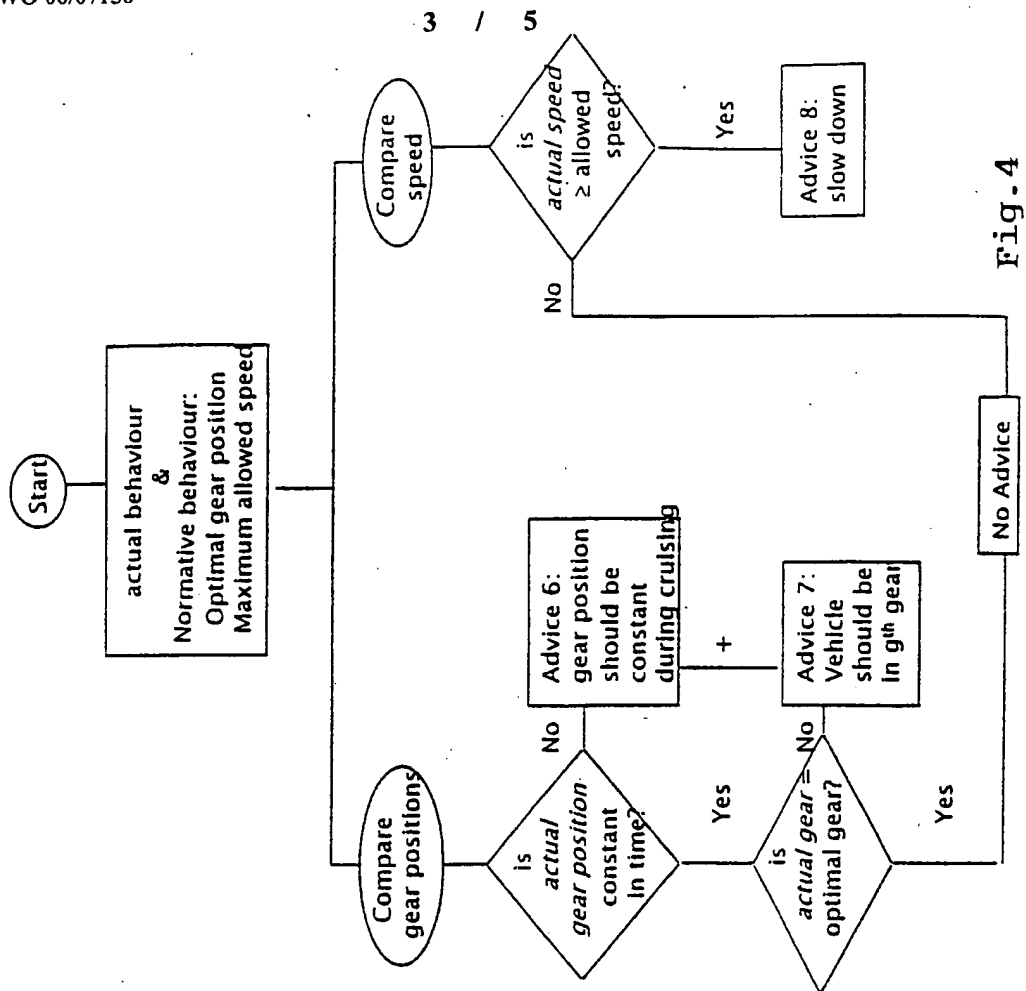 3 / 5
Start
actual behaviour
&
Normative behaviour:
Optimal gear position
Maximum allowed speed
Compare
gear positions
Compare
speed
is
actual
gear position
constant
in time?
No
Advice 6:
gear position
should be
constant
during cruising
is
actual speed
≥ allowed
speed?
No
Yes
Advice 8:
slow down
Yes
+
is
actual gear =
optimal gear?
No
Advice 7:
Vehicle
should be
in gth gear
Yes
No Advice
Fig.4